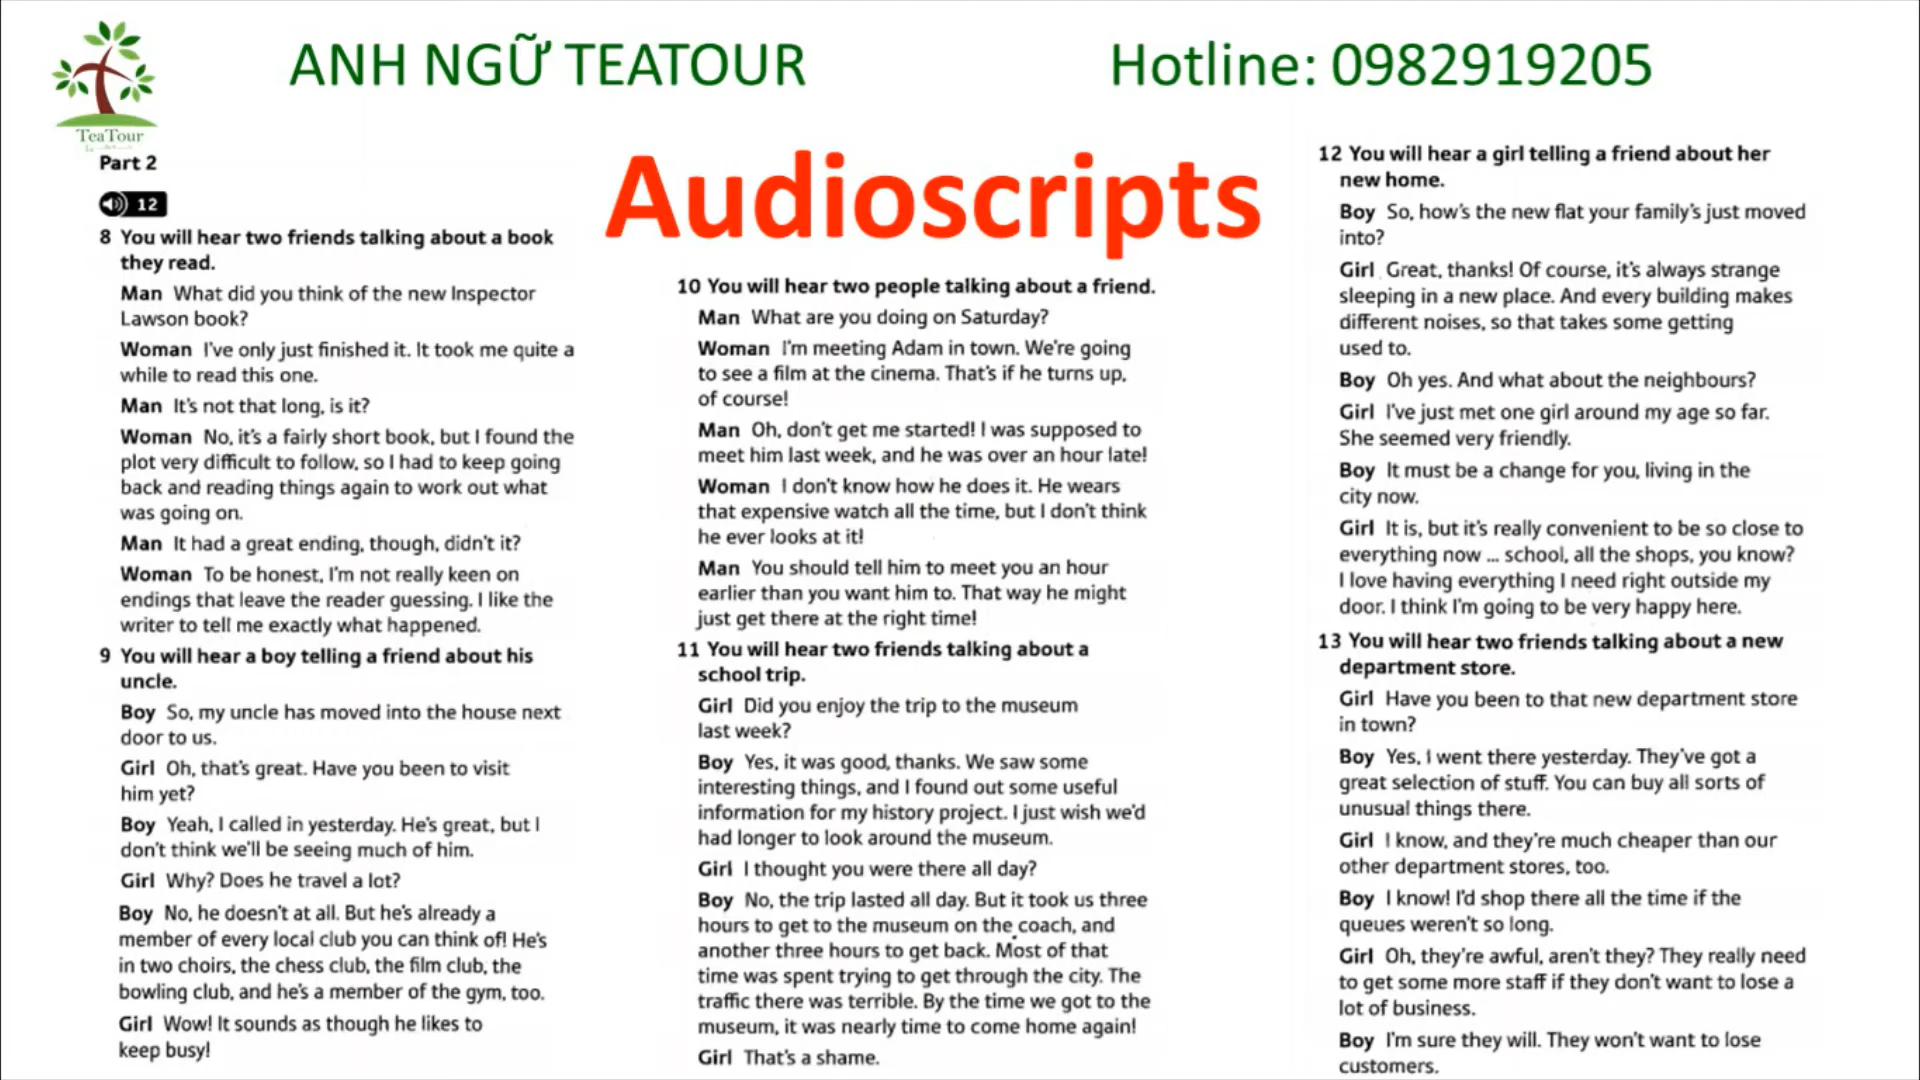 ANH NGỮ TEATOUR
Hotline: 0982919205
TeaTour
Audioscripts
Part 2
12
8 You will hear two friends talking about a book
they read.
Man What did you think of the new Inspector
Lawson book?
Woman I've only just finished it. It took me quite a
while to read this one.
Man It's not that long, is it?
Woman No, it's a fairly short book, but I found the
plot very difficult to follow, so I had to keep going
back and reading things again to work out what
was going on.
Man It had a great ending, though, didn't it?
Woman To be honest, I'm not really keen on
endings that leave the reader guessing. I like the
writer to tell me exactly what happened.
9 You will hear a boy telling a friend about his
uncle.
Boy So, my uncle has moved into the house next
door to us.
Girl Oh, that's great. Have you been to visit
him yet?
Boy Yeah, I called in yesterday. He's great, but I
don't think we'll be seeing much of him.
Girl Why? Does he travel a lot?
Boy No, he doesn't at all. But he's already a
member of every local club you can think of! He's
in two choirs, the chess club, the film club, the
bowling club, and he's a member of the gym, too.
Girl Wow! It sounds as though he likes to
keep busy!
10 You will hear two people talking about a friend.
Man What are you doing on Saturday?
Woman I'm meeting Adam in town. We're going
to see a film at the cinema. That's if he turns up,
of course!
Man Oh, don't get me started! I was supposed to
meet him last week, and he was over an hour late!
Woman I don't know how he does it. He wears
that expensive watch all the time, but I don't think
he ever looks at it!
Man You should tell him to meet you an hour
earlier than you want him to. That way he might
just get there at the right time!
11 You will hear two friends talking about a
school trip.
Girl Did you enjoy the trip to the museum
last week?
Boy Yes, it was good, thanks. We saw some
interesting things, and I found out some useful
information for my history project. I just wish we'd
had longer to look around the museum.
Girl I thought you were there all day?
Boy No, the trip lasted all day. But it took us three
hours to get to the museum on the coach, and
another three hours to get back. Most of that
time was spent trying to get through the city. The
traffic there was terrible. By the time we got to the
museum, it was nearly time to come home again!
Girl That's a shame.
12 You will hear a girl telling a friend about her
new home.
Boy So, how's the new flat your family's just moved
into?
Girl Great, thanks! Of course, it's always strange
sleeping in a new place. And every building makes
different noises, so that takes some getting
used to.
Boy Oh yes. And what about the neighbours?
Girl I've just met one girl around my age so far.
She seemed very friendly.
Boy It must be a change for you, living in the
city now.
Girl It is, but it's really convenient to be so close to
everything now ... school, all the shops, you know?
I love having everything I need right outside my
door. I think I'm going to be very happy here.
13 You will hear two friends talking about a new
department store.
Girl Have you been to that new department store
in town?
Boy Yes, I went there yesterday. They've got a
great selection of stuff. You can buy all sorts of
unusual things there.
Girl I know, and they're much cheaper than our
other department stores, too.
Boy I know! I'd shop there all the time if the
queues weren't so long.
Girl Oh, they're awful, aren't they? They really need
to get some more staff if they don't want to lose a
lot of business.
Boy I'm sure they will. They won't want to lose
customers.